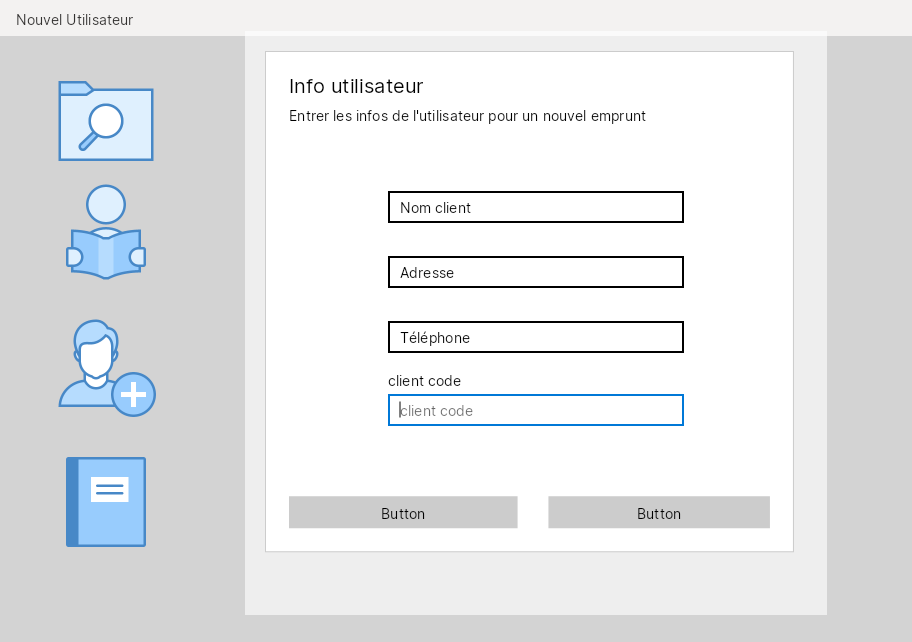 Nouvel Utilisateur
Info utilisateur
Entrer les infos de l'utilisateur pour un nouvel emprunt
Nom client
Adresse
Téléphone
client code
client code
Button
Button